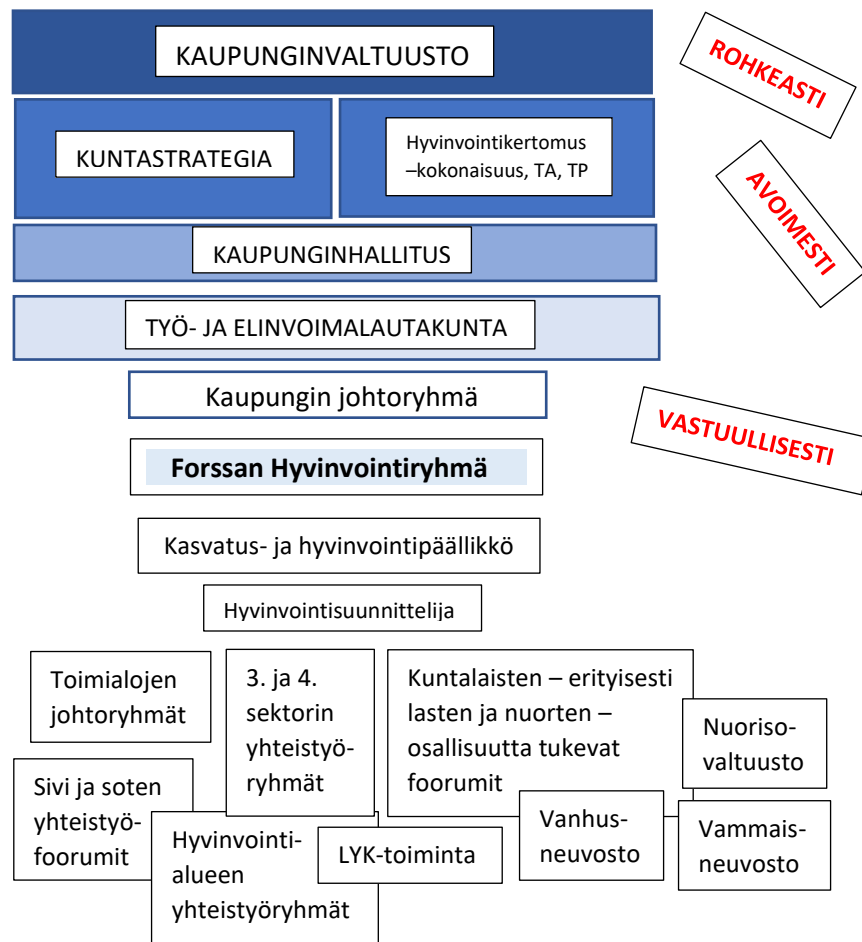 KAUPUNGINVALTUUSTO
ROHKEASTI
KUNTASTRATEGIA
Hyvinvointikertomus
–kokonaisuus, TA, TP
AVOIMESTI
KAUPUNGINHALLITUS
TYÖ- JA ELINVOIMALAUTAKUNTA
Kaupungin johtoryhmä
VASTUULLISESTI
Forssan Hyvinvointiryhmä
Kasvatus- ja hyvinvointipäällikkö
Hyvinvointisuunnittelija
Toimialojen
johtoryhmät
3. ja 4.
sektorin
yhteistyö-
ryhmät
Kuntalaisten – erityisesti
lasten ja nuorten –
osallisuutta tukevat
foorumit
Nuoriso-
valtuusto
Sivi ja soten
yhteistyö-
foorumit
Hyvinvointi-
alueen
yhteistyöryhmät
LYK-toiminta
Vanhus-
neuvosto
Vammais-
neuvosto